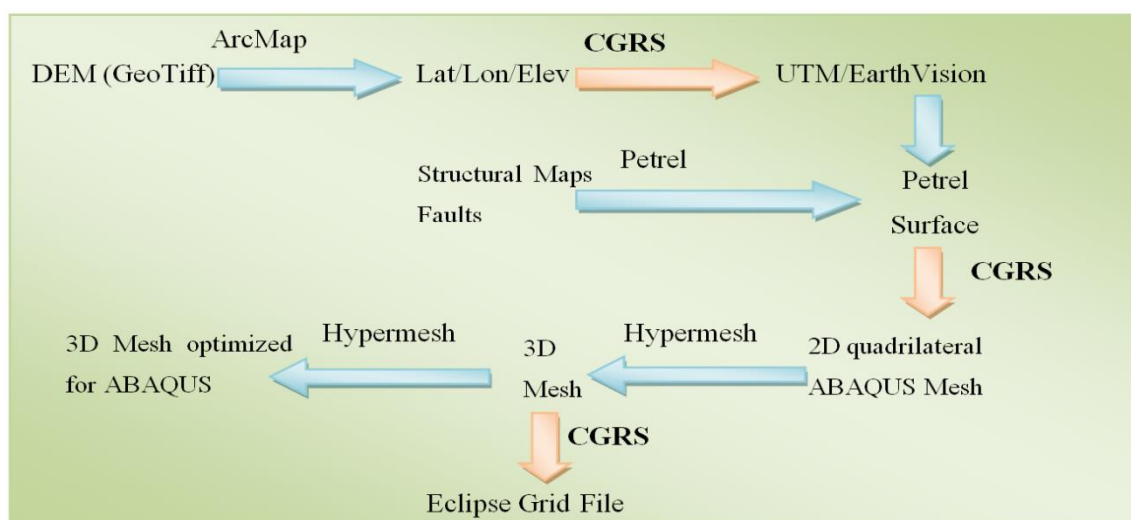 ArcMap
CGRS
DEM (GeoTiff)
Lat/Lon/Elev
UTM/EarthVision
Structural Maps
Faults
Petrel
Petrel
Surface
CGRS
3D Mesh optimized
for ABAQUS
Hypermesh
3D
Mesh
Hypermesh
2D quadrilateral
ABAQUS Mesh
CGRS
Eclipse Grid File